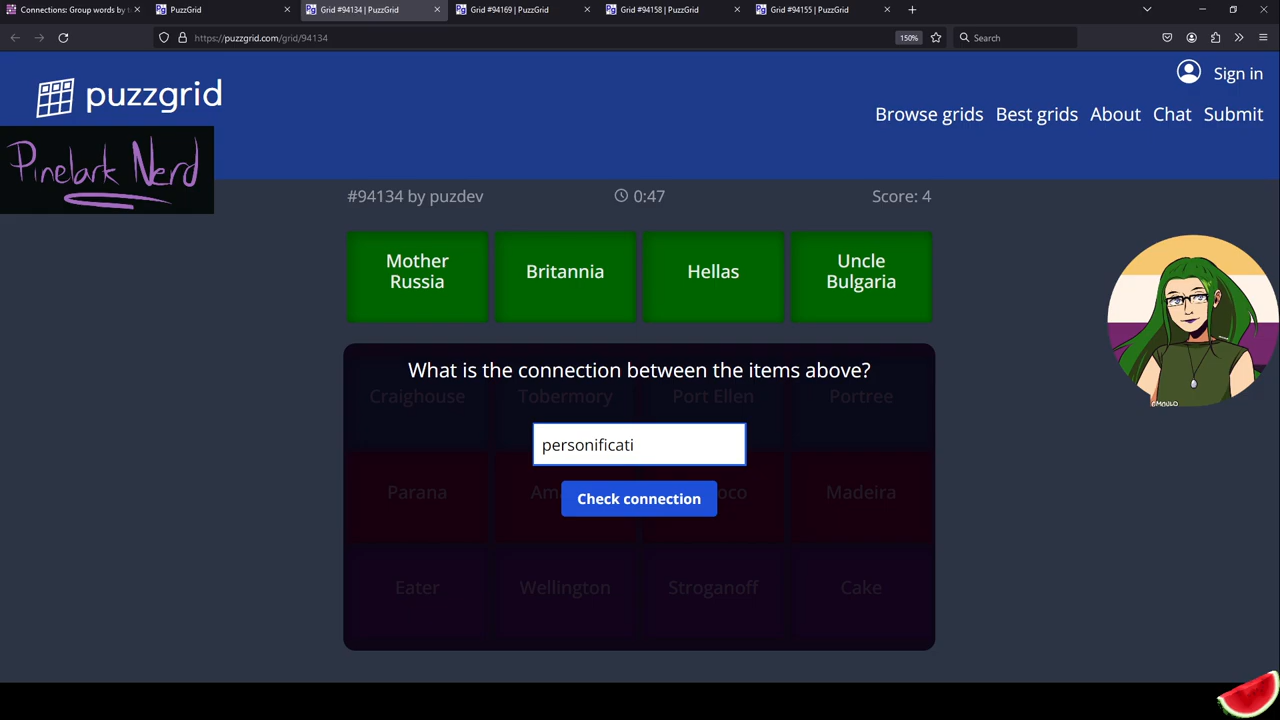 Connections: Group words by t
PuzzGrid
Grid #94134 | PuzzGrid
Grid #94169 | PuzzGrid
Grid #94158 | PuzzGrid
Grid #94155 | PuzzGrid
https://puzzgrid.com/grid/94134
150%
Search
puzzgrid
Sign in
Browse grids Best grids About Chat Submit
Pinelark Nerd
#94134 by puzdev
0:47
Score: 4
Mother
Russia
Britannia
Hellas
Uncle
Bulgaria
What is the connection between the items above?
Craighouse
Tobermory
Port Ellen
Portree
personificati
Check connection
Parana
Madeira
Eater
Wellington
Stroganoff
Cake